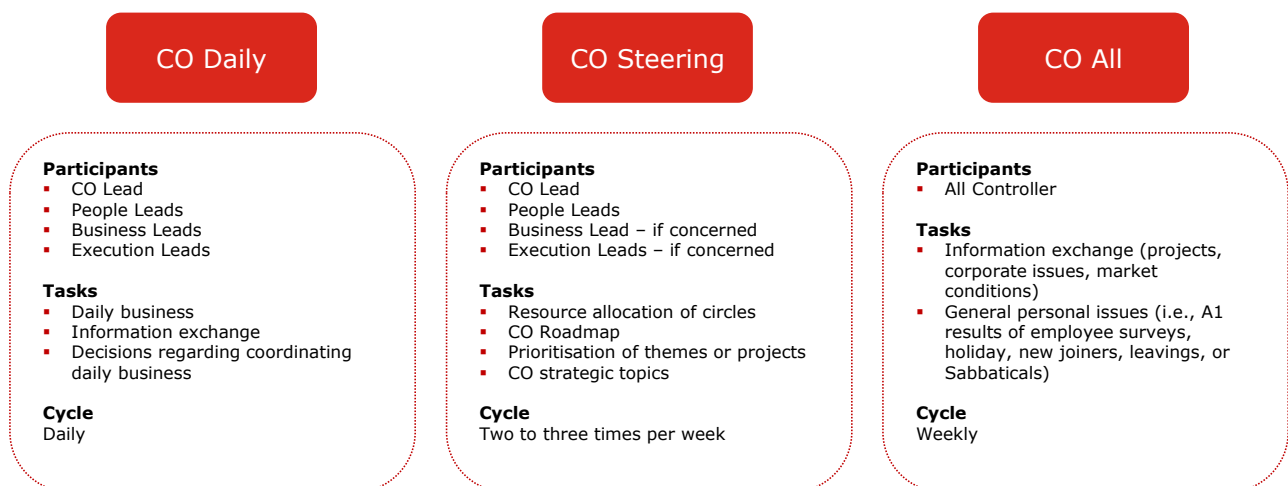 CO Daily
Participants
CO Lead
People Leads
Business Leads
Execution Leads
Tasks
Daily business
Information exchange
Decisions regarding coordinating
daily business
Cycle
Daily
CO Steering
Participants
CO Lead
People Leads
Business Lead – if concerned
Execution Leads – if concerned
Tasks
Resource allocation of circles
CO Roadmap
Prioritisation of themes or projects
CO strategic topics
Cycle
Two to three times per week
CO All
Participants
All Controller
Tasks
Information exchange (projects,
corporate issues, market
conditions)
General personal issues (i.e., A1
results of employee surveys,
holiday, new joiners, leavings, or
Sabbaticals)
Cycle
Weekly